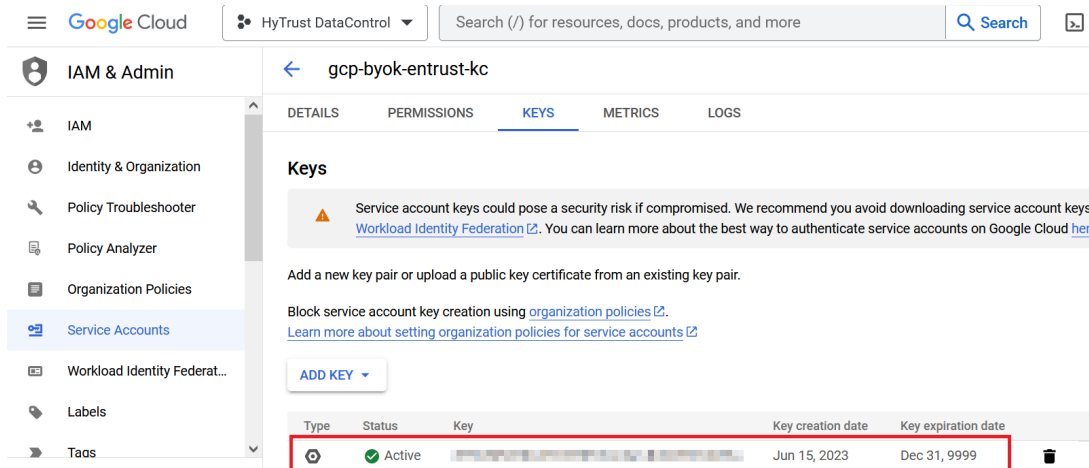 Google Cloud
HyTrust DataControl
Search (/) for resources, docs, products, and more
Search
IAM & Admin
gcp-byok-entrust-kc
DETAILS PERMISSIONS KEYS METRICS LOGS
IAM
Identity & Organization
Policy Troubleshooter
Policy Analyzer
Organization Policies
Service Accounts
Workload Identity Federat...
Labels
Tags
Keys
Service account keys could pose a security risk if compromised. We recommend you avoid downloading service account keys
Workload Identity Federation. You can learn more about the best way to authenticate service accounts on Google Cloud her
Add a new key pair or upload a public key certificate from an existing key pair.
Block service account key creation using organization policies.
Learn more about setting organization policies for service accounts
ADD KEY
Type Status Key Key creation date Key expiration date
Active Jun 15, 2023 Dec 31, 9999